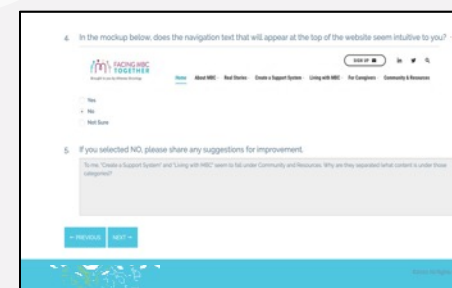 4. In the mockup below, does the navigation text that will appear at the top of the website seem intuitive to you?
SIGN UP
FACING MBC
TOGETHER
Home About MBC Real Stories Create a Support System Living with MBC For Caregivers Community & Resources
Yes
No
Not Sure
5. If you selected NO, please share any suggestions for improvement.
To me, "Create a Support System" and "Living with MBC" seem to fall under Community and Resources. Why are they separated/what content is under those
categories?
← PREVIOUS NEXT →